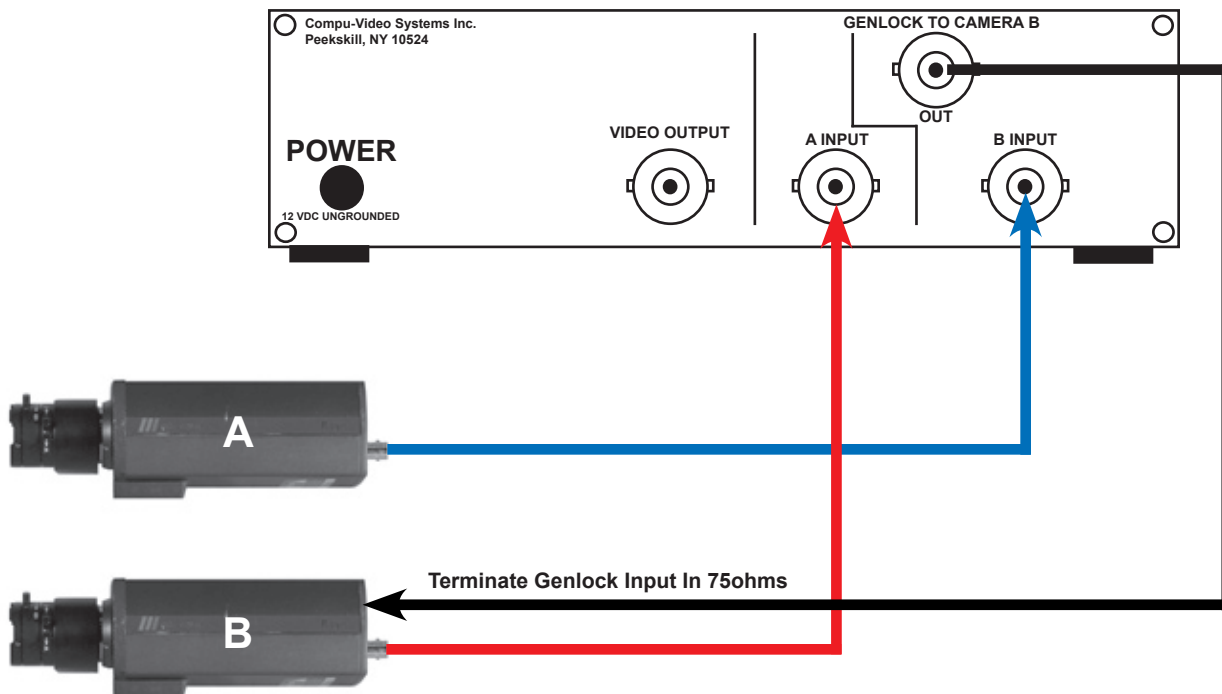 Compu-Video Systems Inc.
Peekskill, NY 10524
GENLOCK TO CAMERA B
OUT
POWER
12 VDC UNGROUNDED
VIDEO OUTPUT
A INPUT
B INPUT
A
Terminate Genlock Input In 75ohms
B